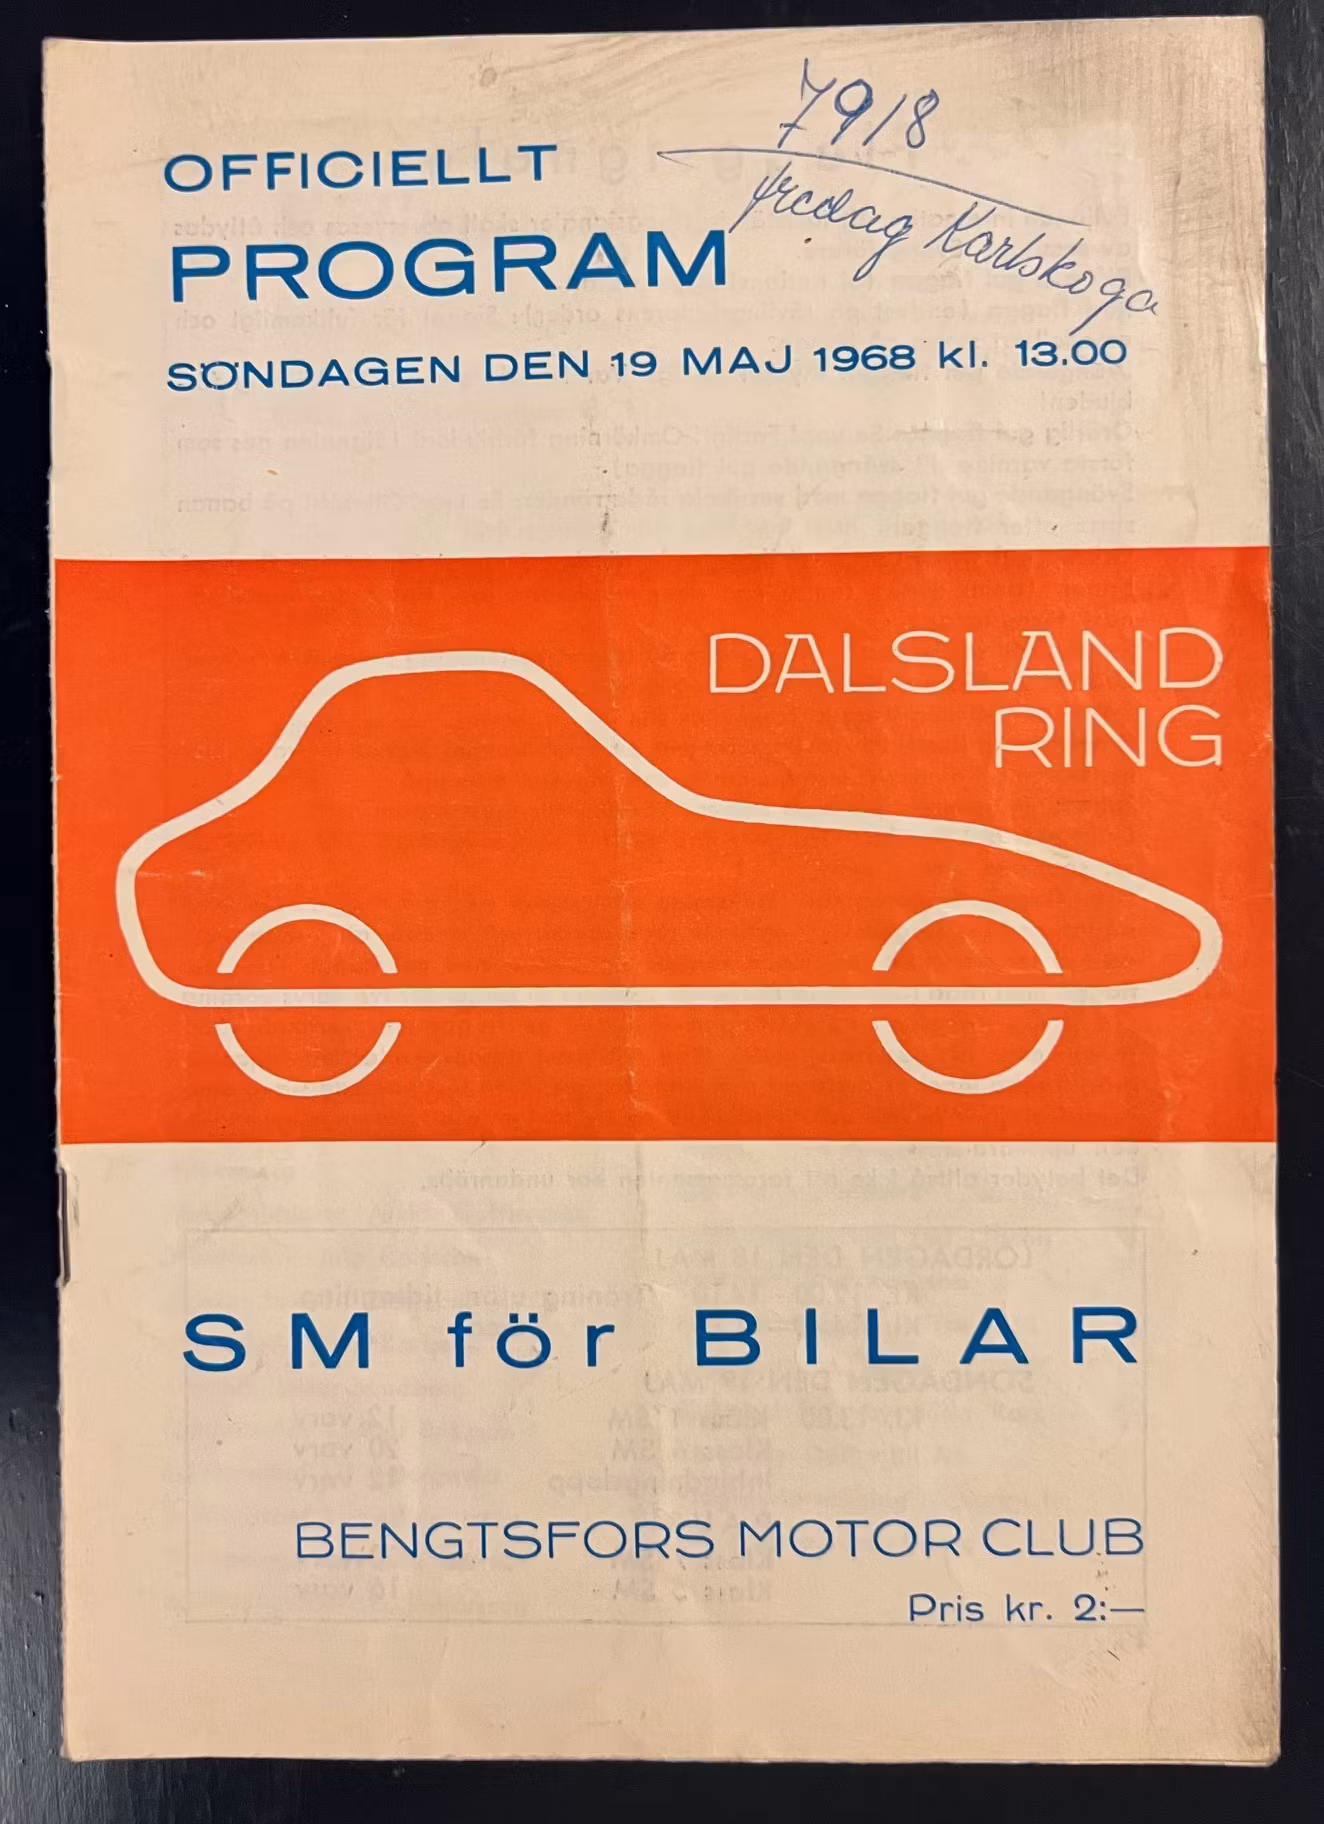 7918
fredag Karlskoga
OFFICIELLT
PROGRAM
SÖNDAGEN DEN 19 MAJ 1968 kl. 13.00
DALSLAND
RING
SM för BILAR
BENGTSFORS MOTOR CLUB
Pris kr. 2:—